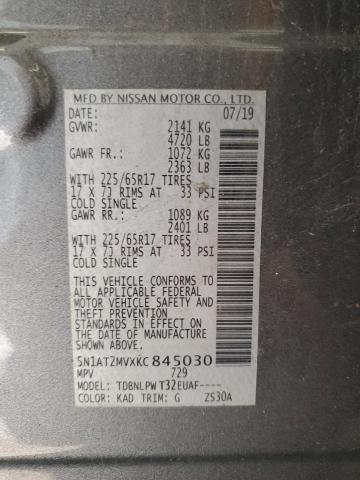 MFD BY NISSAN MOTOR CO., LTD.
DATE: 07/19
GVWR: 2141 KG
4720 LB
GAWR FR.: 1072 KG
2363 LB
WITH 225/65R17 TIRES
17 X 7J RIMS AT 33 PSI
COLD SINGLE
GAWR RR.: 1089 KG
2401 LB
WITH 225/65R17 TIRES
17 X 7J RIMS AT 33 PSI
COLD SINGLE
THIS VEHICLE CONFORMS TO
ALL APPLICABLE FEDERAL
MOTOR VEHICLE SAFETY AND
THEFT PREVENTION
STANDARDS IN EFFECT ON
THE DATE OF MANUFACTURE
SHOWN ABOVE.
5N1AT2MVXKC845030
MPV 729
MODEL: TDBNLPW T32EUAF----
COLOR: KAD TRIM: G ZS30A